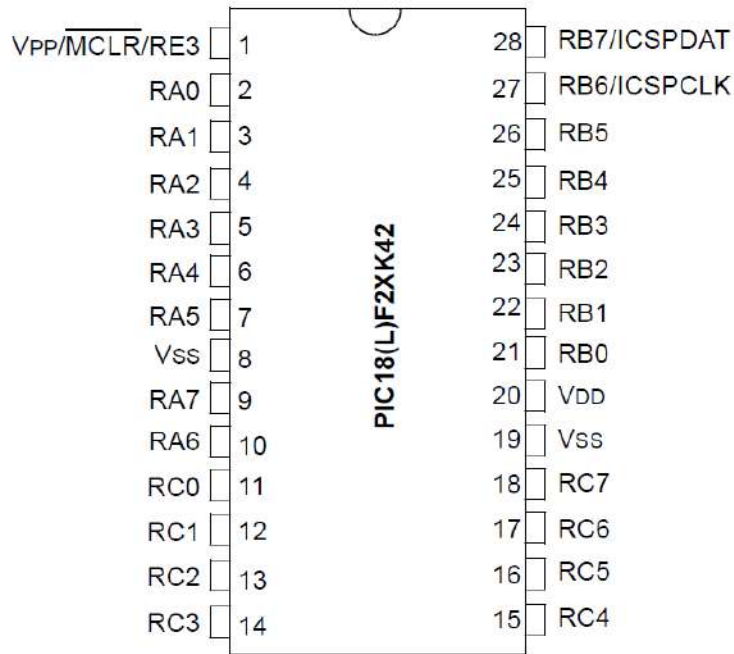 VPP/MCLR/RE3 1 28 RB7/ICSPDAT
RA0 2 27 RB6/ICSPCLK
RA1 3 26 RB5
RA2 4 25 RB4
RA3 5 24 RB3
RA4 6 23 RB2
RA5 7 22 RB1
VSS 8 21 RB0
RA7 9 20 VDD
RA6 10 19 VSS
RC0 11 18 RC7
RC1 12 17 RC6
RC2 13 16 RC5
RC3 14 15 RC4
PIC18(L)F2XK42